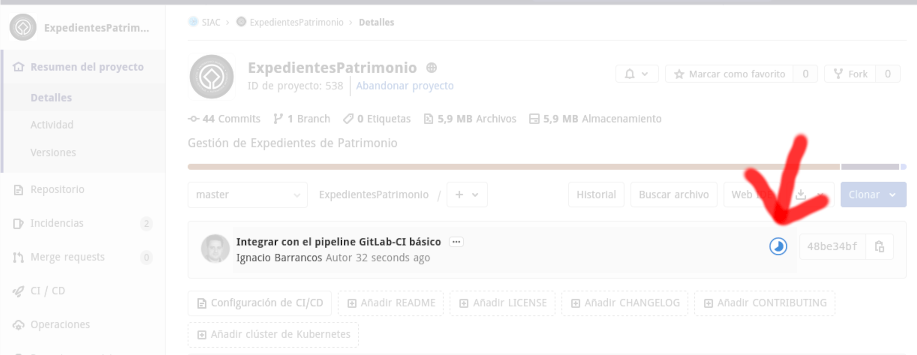 ExpedientesPatrim...
SIAC > ExpedientesPatrimonio > Detalles
Resumen del proyecto
Detalles
Actividad
Versiones
Repositorio
Incidencias 2
Merge requests 0
CI / CD
Operaciones
ExpedientesPatrimonio
ID de proyecto: 538 | Abandonar proyecto
Marcar como favorito 0
Fork 0
44 Commits 1 Branch 0 Etiquetas 5,9 MB Archivos 5,9 MB Almacenamiento
Gestión de Expedientes de Patrimonio
master ExpedientesPatrimonio / + Historial Buscar archivo Web Clonar
Integrar con el pipeline GitLab-CI básico ...
Ignacio Barrancos Autor 32 seconds ago
48be34bf
Configuración de CI/CD Añadir README Añadir LICENSE Añadir CHANGELOG Añadir CONTRIBUTING
Añadir clúster de Kubernetes